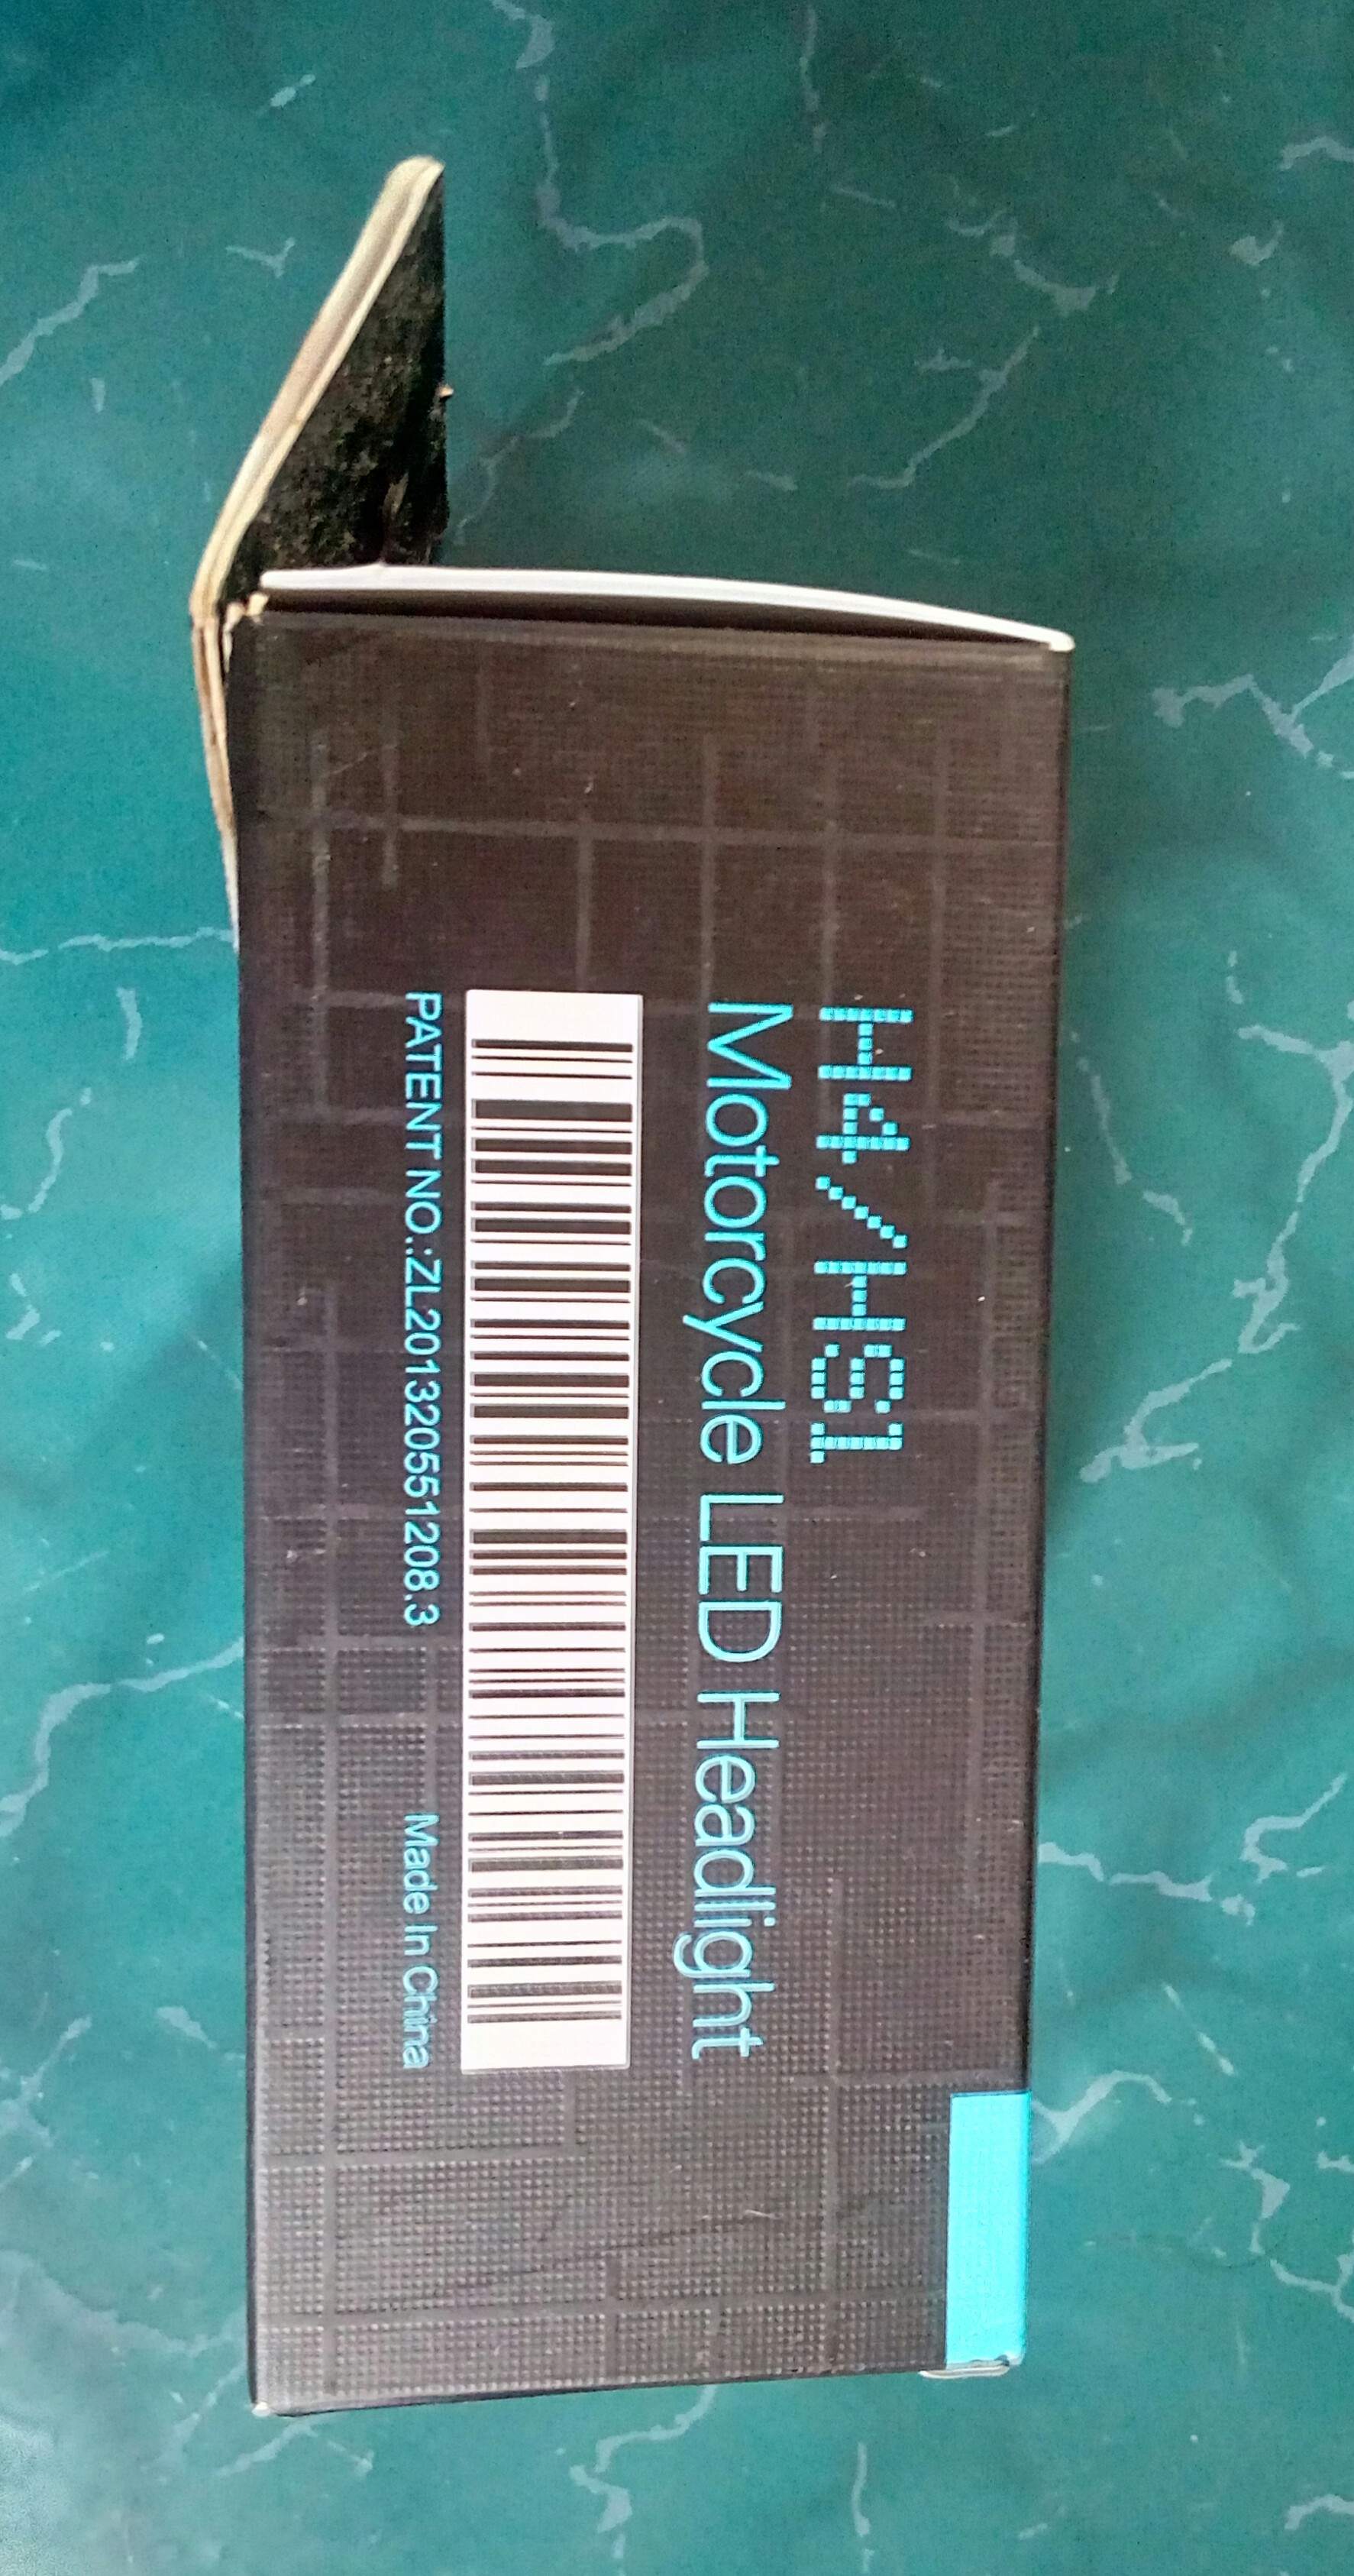 H4/HS1
Motorcycle LED Headlight
PATENT NO.:ZL201320551208.3
Made In China